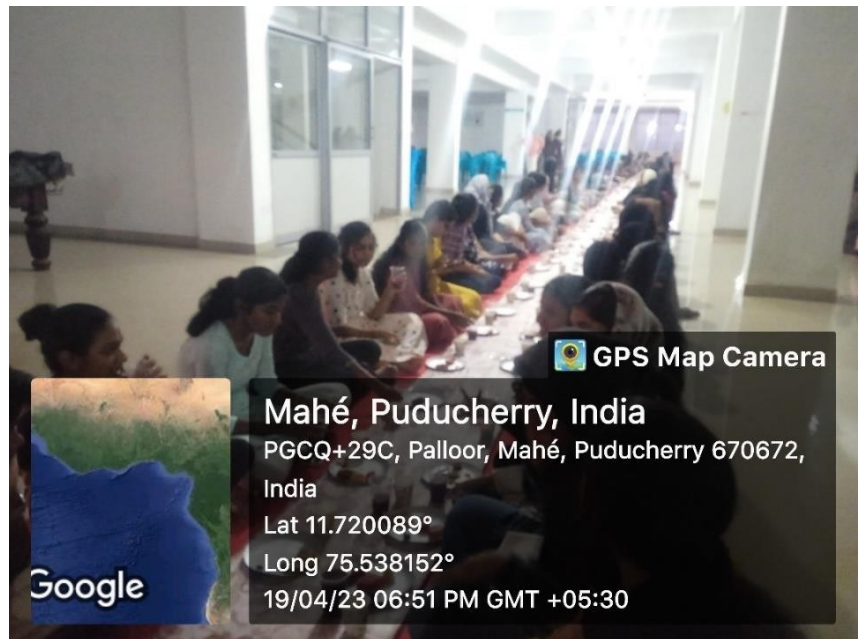 GPS Map Camera
Mahé, Puducherry, India
PGCQ+29C, Palloor, Mahé, Puducherry 670672,
India
Lat 11.720089°
Long 75.538152°
19/04/23 06:51 PM GMT +05:30
Google